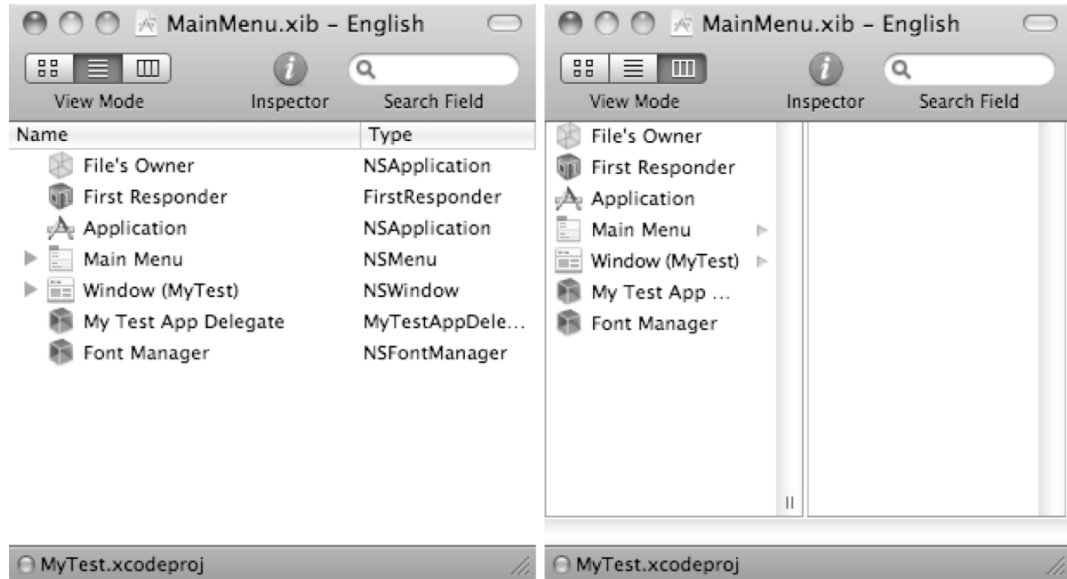 MainMenu.xib – English
View Mode Inspector Search Field
Name Type
File's Owner NSApplication
First Responder FirstResponder
Application NSApplication
Main Menu NSMenu
Window (MyTest) NSWindow
My Test App Delegate MyTestAppDele...
Font Manager NSFontManager
MyTest.xcodeproj
MainMenu.xib – English
View Mode Inspector Search Field
File's Owner
First Responder
Application
Main Menu
Window (MyTest)
My Test App ...
Font Manager
MyTest.xcodeproj